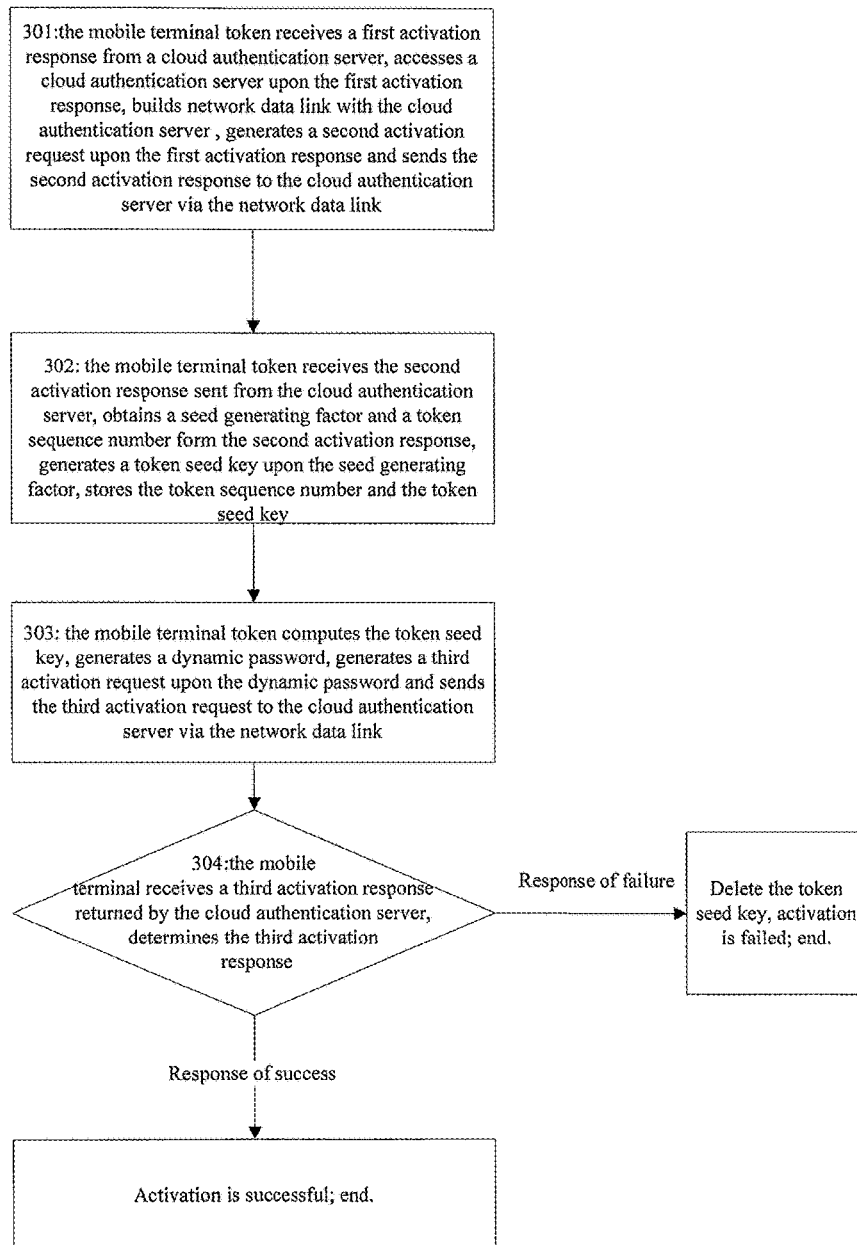 301:the mobile terminal token receives a first activation
response from a cloud authentication server, accesses a
cloud authentication server upon the first activation
response, builds network data link with the cloud
authentication server , generates a second activation
request upon the first activation response and sends the
second activation response to the cloud authentication
server via the network data link
302: the mobile terminal token receives the second
activation response sent from the cloud authentication
server, obtains a seed generating factor and a token
sequence number form the second activation response,
generates a token seed key upon the seed generating
factor, stores the token sequence number and the token
seed key
303: the mobile terminal token computes the token seed
key, generates a dynamic password, generates a third
activation request upon the dynamic password and sends
the third activation request to the cloud authentication
server via the network data link
304:the mobile
terminal receives a third activation response
returned by the cloud authentication server,
determines the third activation
response
Response of failure
Delete the token
seed key, activation
is failed; end.
Response of success
Activation is successful; end.